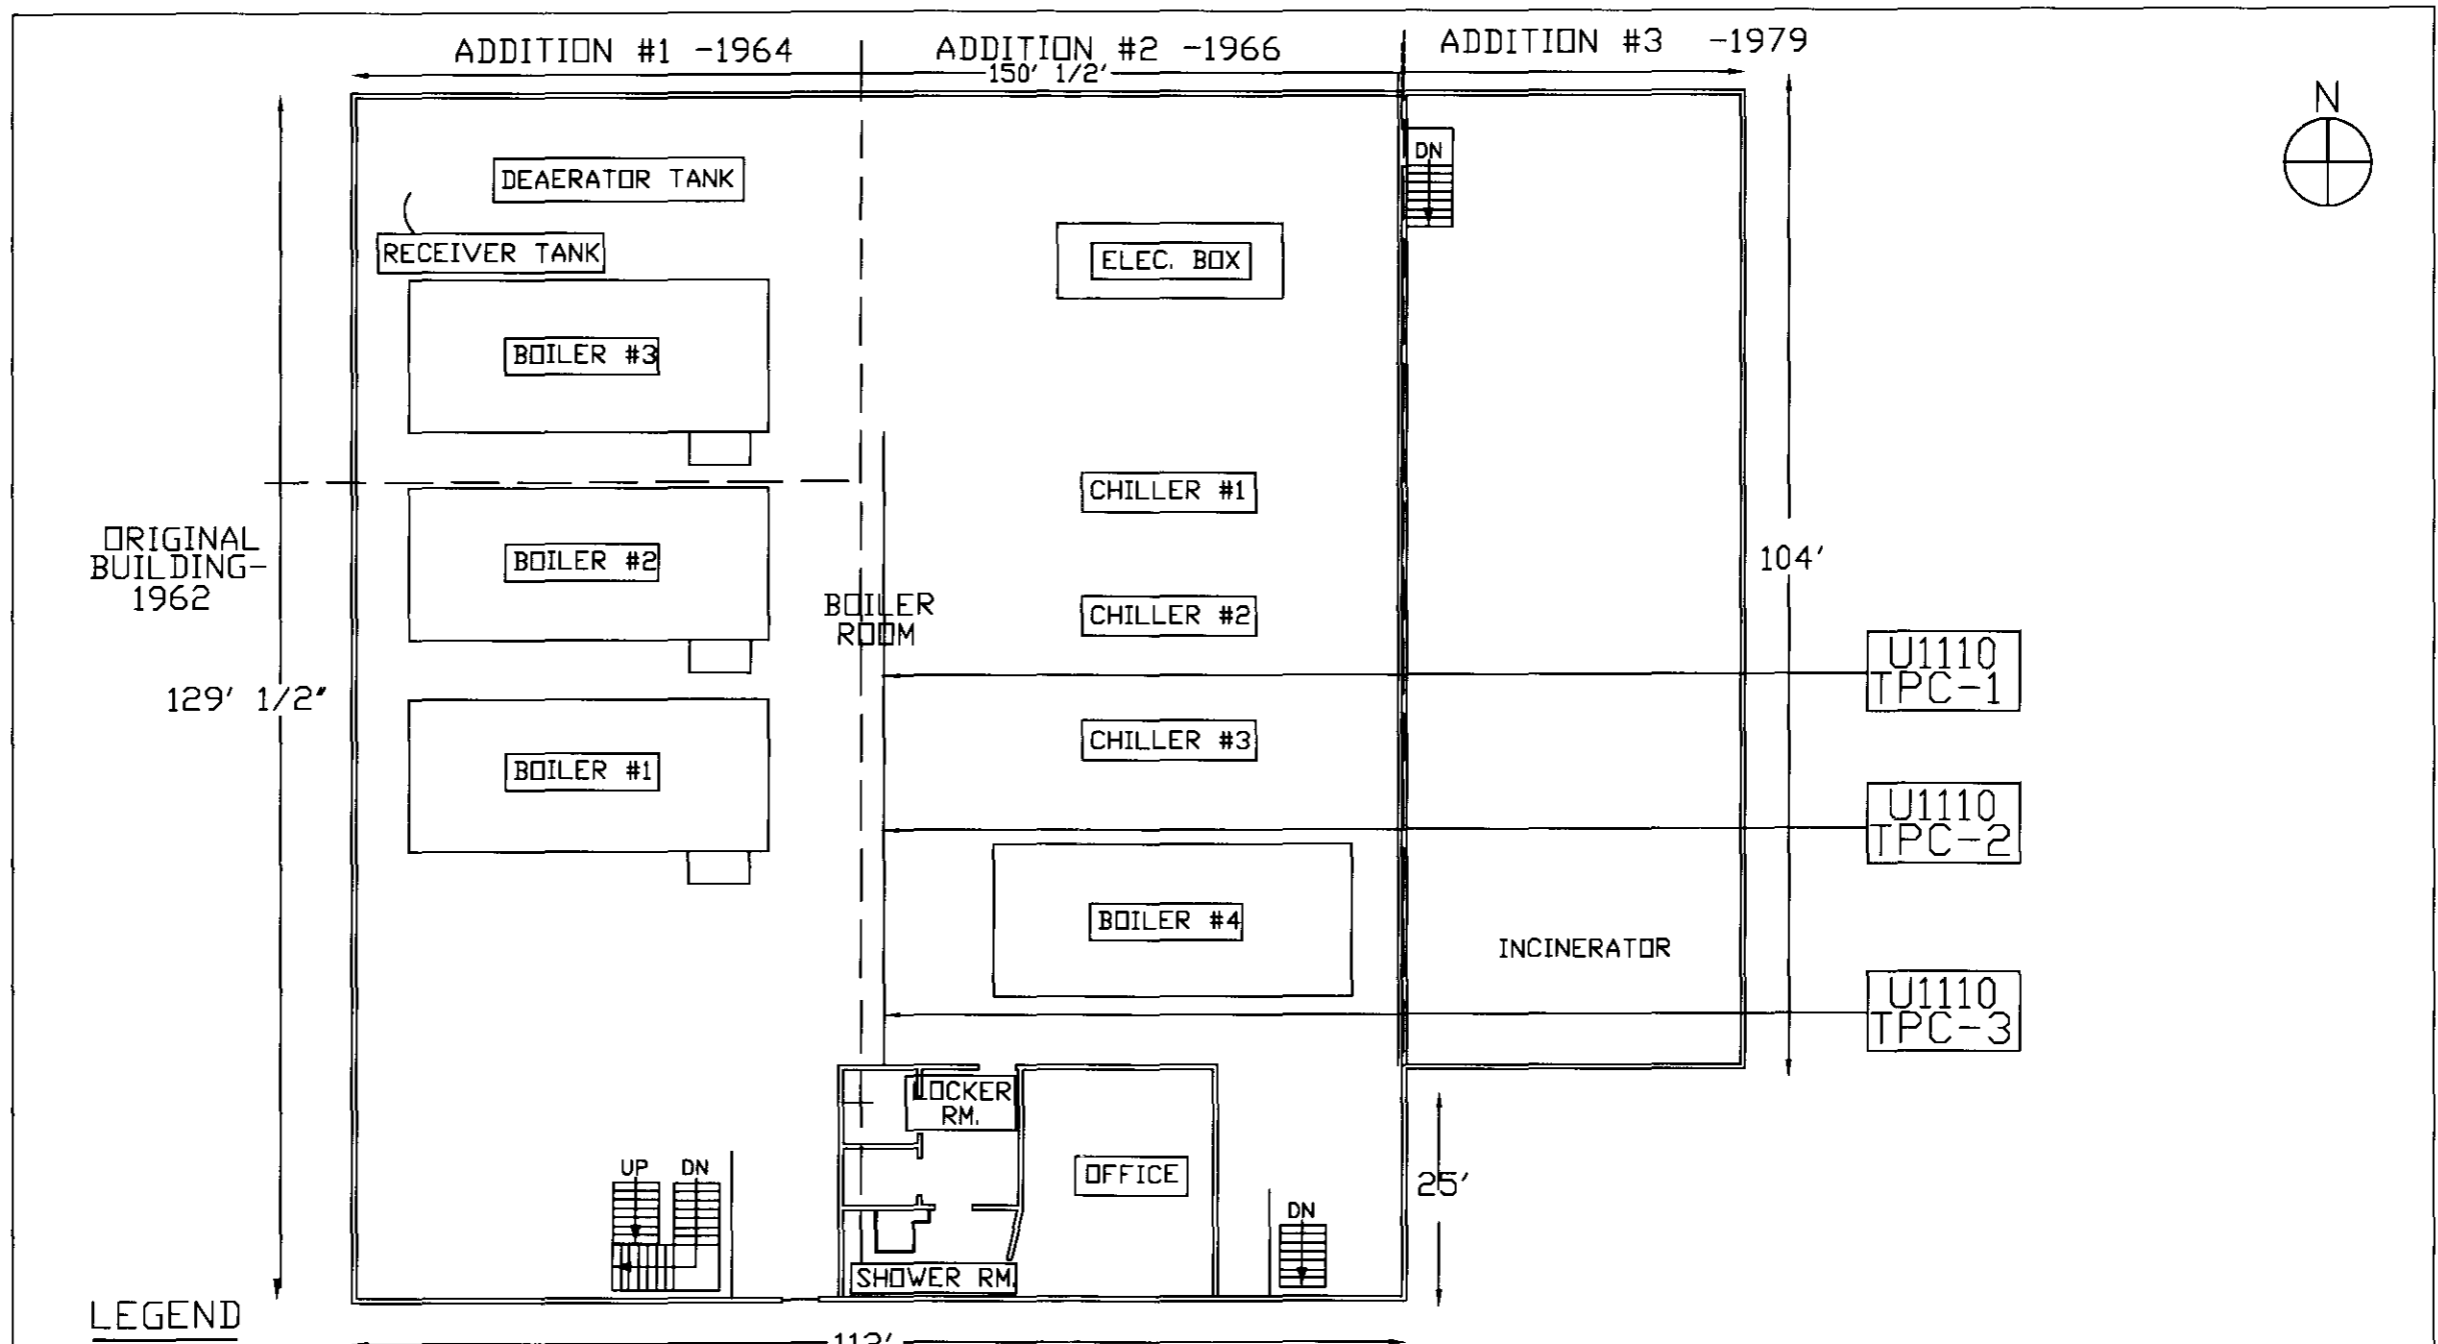 ADDITION #1 -1964
ADDITION #2 -1966
ADDITION #3 -1979
150' 1/2'
N
DN
DEAERATOR TANK
RECEIVER TANK
ELEC. BOX
BOILER #3
CHILLER #1
ORIGINAL
BUILDING-
1962
BOILER #2
104'
BOILER
ROOM
CHILLER #2
U1110
TPC-1
129' 1/2"
CHILLER #3
BOILER #1
U1110
TPC-2
BOILER #4
INCINERATOR
U1110
TPC-3
LOCKER
RM.
UP
DN
OFFICE
25'
DN
SHOWER RM.
LEGEND
112'